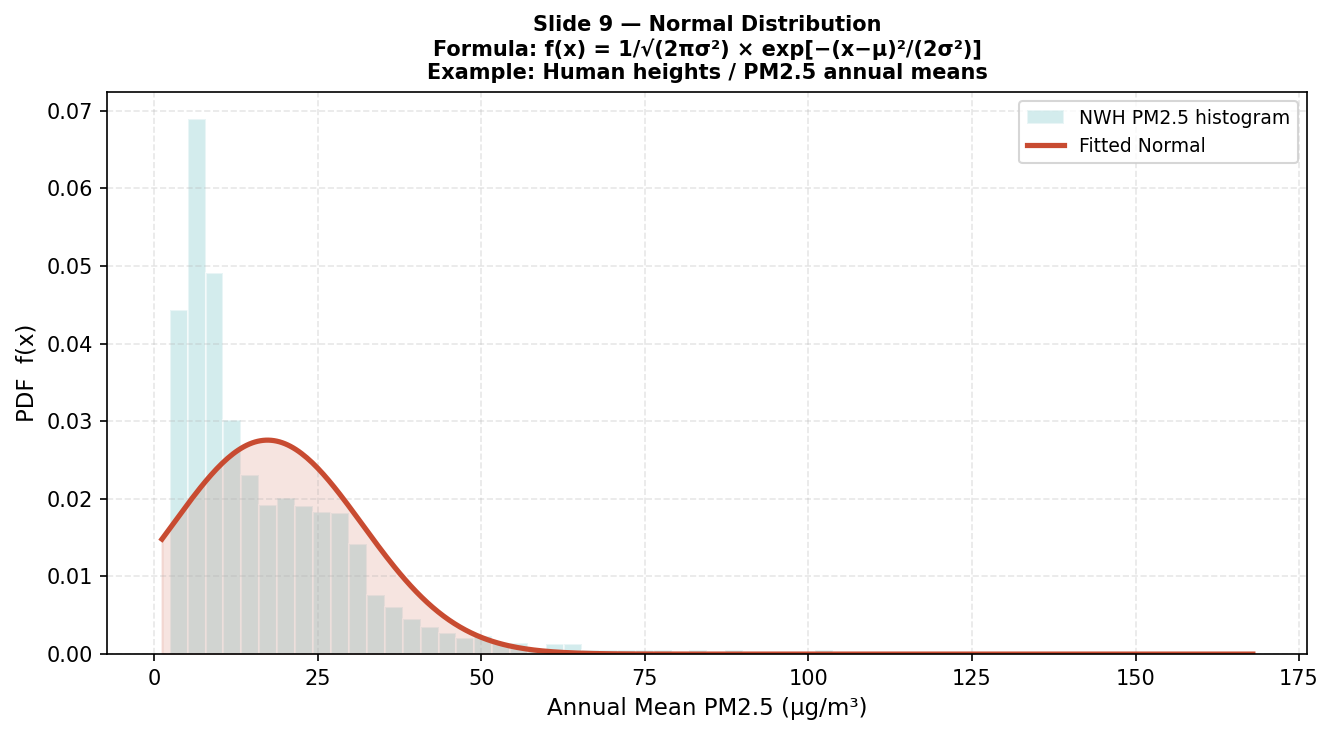 Slide 9 — Normal Distribution
Formula: f(x) = 1/√(2πσ²) × exp[−(x−μ)²/(2σ²)]
Example: Human heights / PM2.5 annual means
NWH PM2.5 histogram
Fitted Normal
PDF f(x)
0.07
0.06
0.05
0.04
0.03
0.02
0.01
0.00
0 25 50 75 100 125 150 175
Annual Mean PM2.5 (μg/m³)